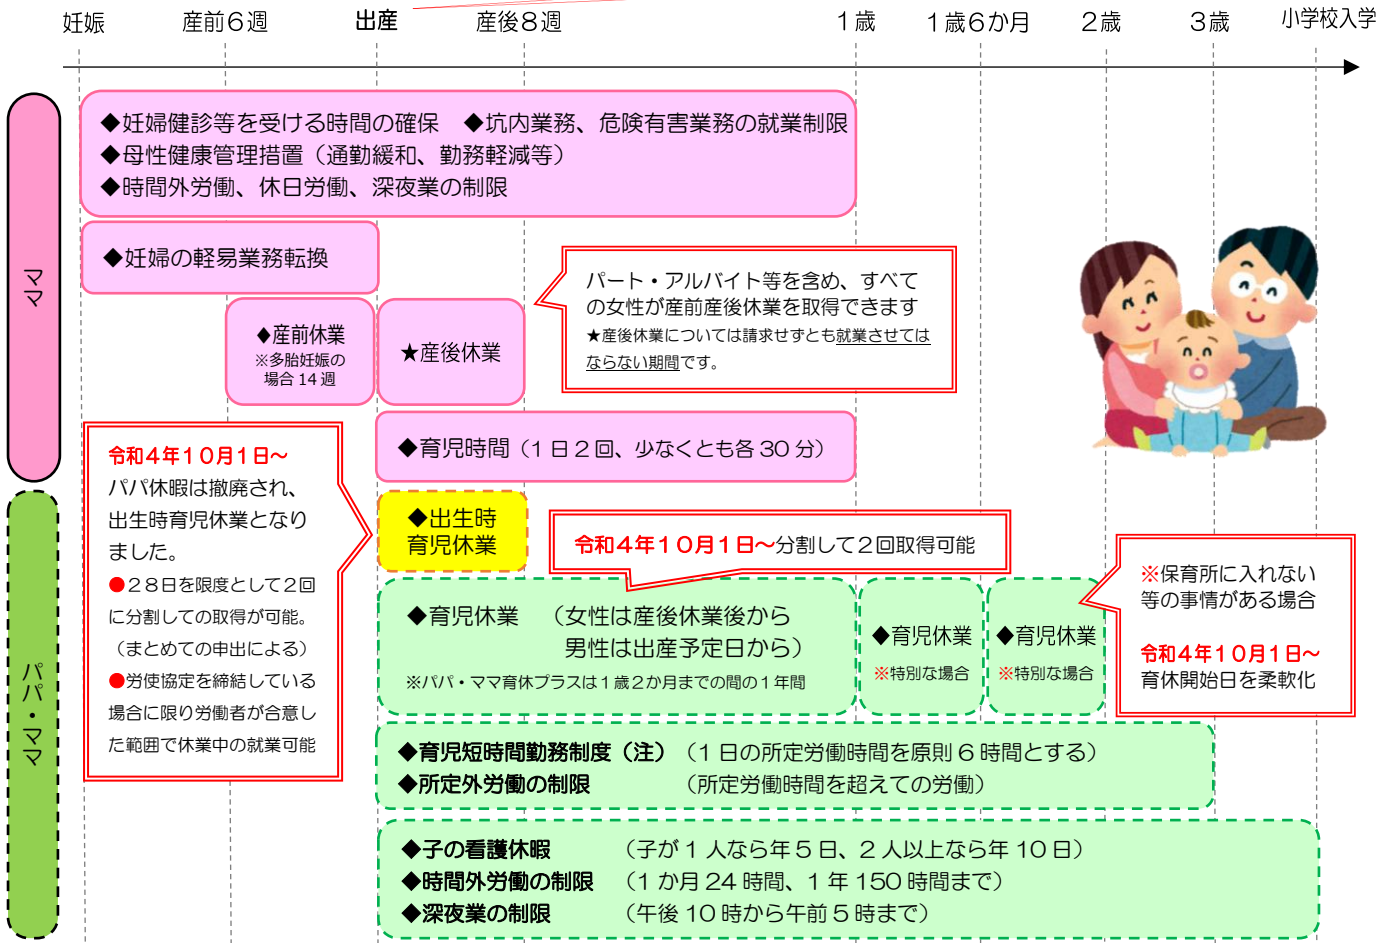 妊娠
産前６週
出産
産後８週
１歳
１歳６か月
２歳
３歳
小学校入学
ママ
◆妊婦健診等を受ける時間の確保　◆坑内業務、危険有害業務の就業制限
◆母性健康管理措置（通勤緩和、勤務軽減等）
◆時間外労働、休日労働、深夜業の制限
◆妊婦の軽易業務転換
◆産前休業
※多胎妊娠の
場合 14 週
★産後休業
パート・アルバイト等を含め、すべて
の女性が産前産後休業を取得できます
★産後休業については請求せずとも就業させては
ならない期間です。
◆育児時間（１日２回、少なくとも各 30 分）
パパ・ママ
令和４年１０月１日～
パパ休暇は撤廃され、
出生時育児休業となり
ました。
●２８日を限度として２回
に分割しての取得が可能。
（まとめての申出による）
●労使協定を締結している
場合に限り労働者が合意し
た範囲で休業中の就業可能
◆出生時
育児休業
令和４年１０月１日～分割して２回取得可能
◆育児休業　（女性は産後休業後から
男性は出産予定日から）
※パパ・ママ育休プラスは１歳２か月までの間の１年間
◆育児休業
※特別な場合
◆育児休業
※特別な場合
※保育所に入れない
等の事情がある場合
令和４年１０月１日～
育休開始日を柔軟化
◆育児短時間勤務制度（注）（１日の所定労働時間を原則６時間とする）
◆所定外労働の制限　　　　（所定労働時間を超えての労働）
◆子の看護休暇　　　（子が１人なら年５日、２人以上なら年 10 日）
◆時間外労働の制限　（１か月 24 時間、１年 150 時間まで）
◆深夜業の制限　　　（午後 10 時から午前５時まで）